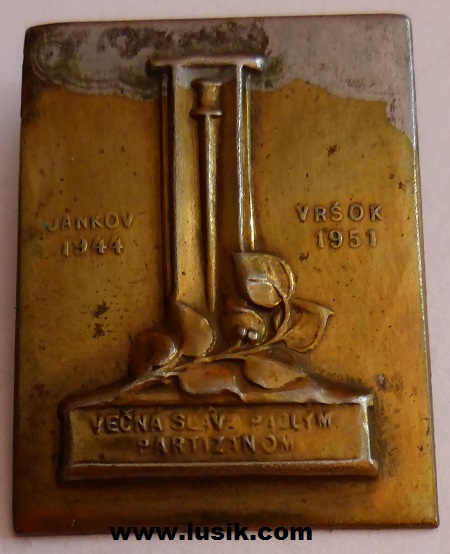 JANKOV
1944
VRŠOK
1951
VEČNÁ SLÁVA PADLÝM
PARTIZÁNOM
www.lusik.com